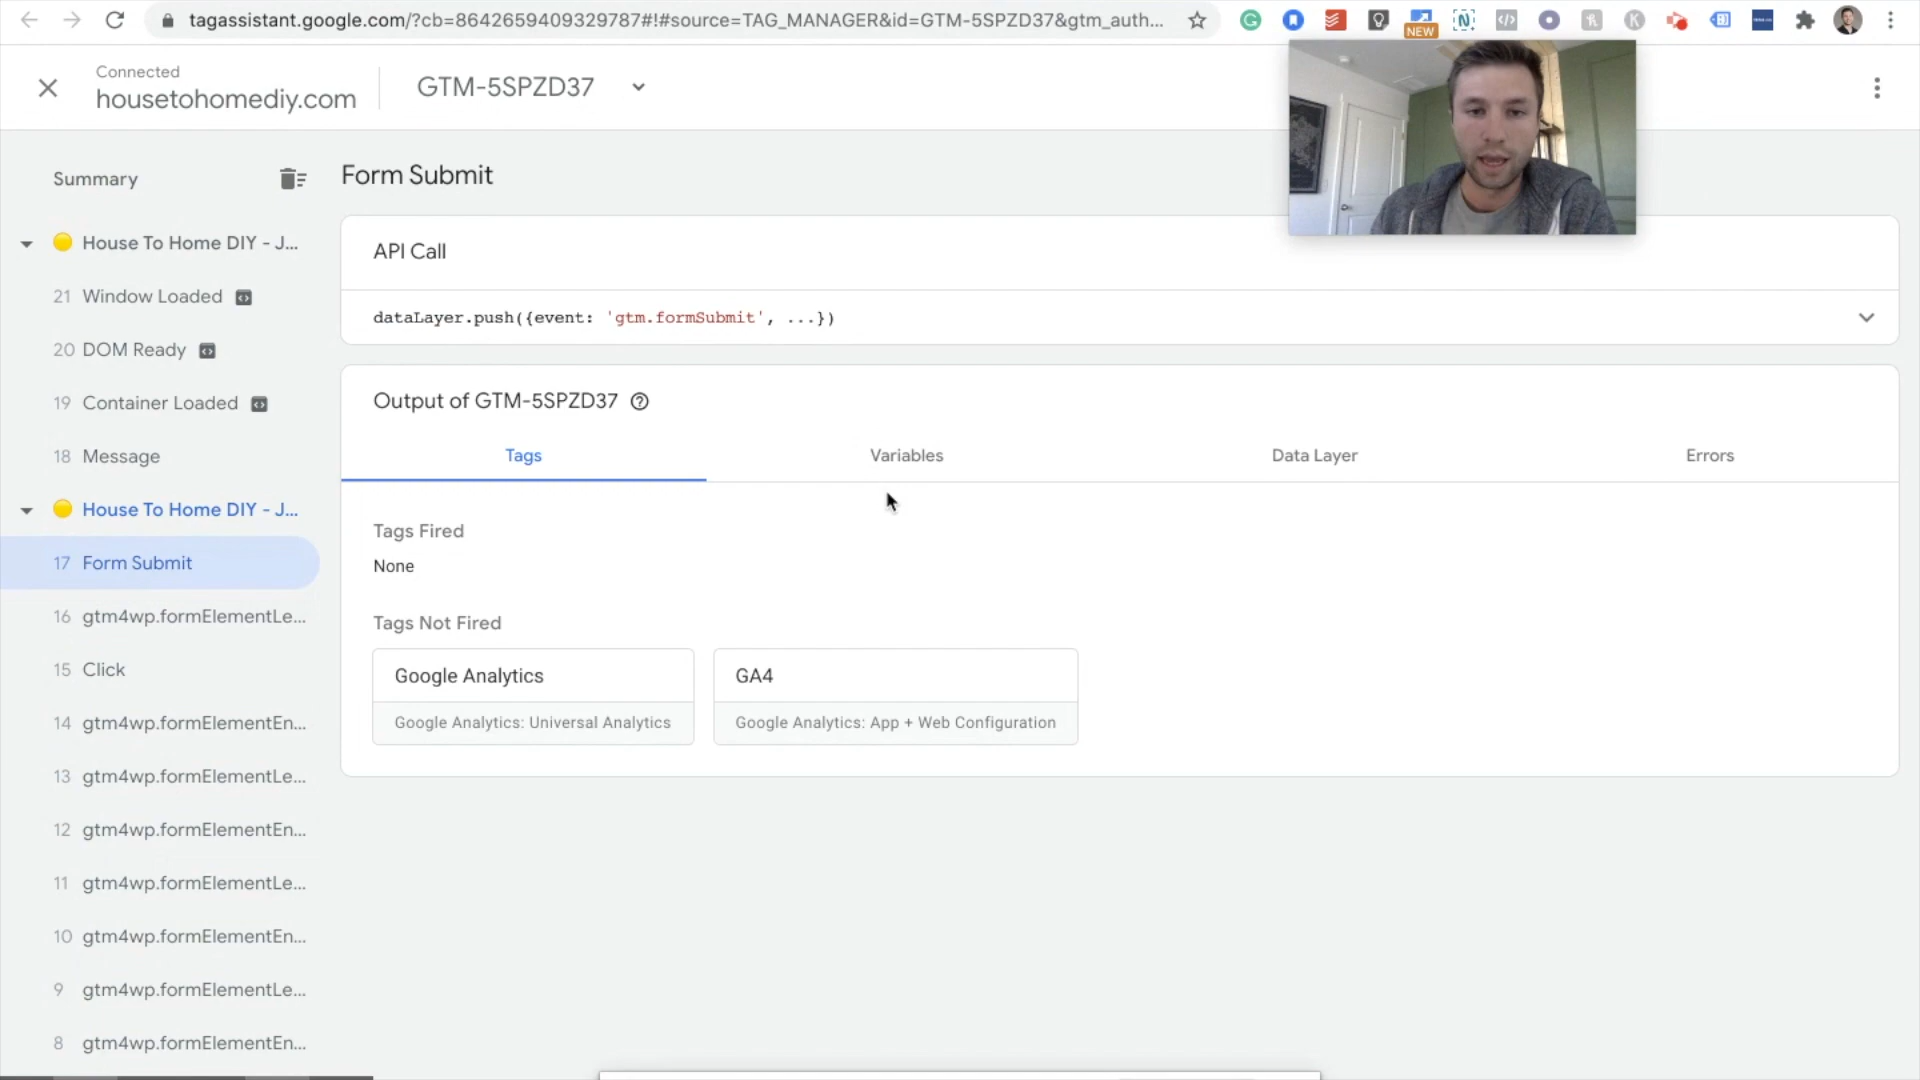 tagassistant.google.com/?cb=8642659409329787#!#source=TAG_MANAGER&id=GTM-5SPZD37&gtm_auth...
NEW
Connected
housetohomediy.com
GTM-5SPZD37
Summary
House To Home DIY - J...
21 Window Loaded
20 DOM Ready
19 Container Loaded
18 Message
House To Home DIY - J...
17 Form Submit
16 gtm4wp.formElementLe...
15 Click
14 gtm4wp.formElementEn...
13 gtm4wp.formElementLe...
12 gtm4wp.formElementEn...
11 gtm4wp.formElementLe...
10 gtm4wp.formElementEn...
9 gtm4wp.formElementLe...
8 gtm4wp.formElementEn...
Form Submit
API Call
dataLayer.push({event: 'gtm.formSubmit', ...})
Output of GTM-5SPZD37
Tags Variables Data Layer Errors
Tags Fired
None
Tags Not Fired
Google Analytics
Google Analytics: Universal Analytics
GA4
Google Analytics: App + Web Configuration